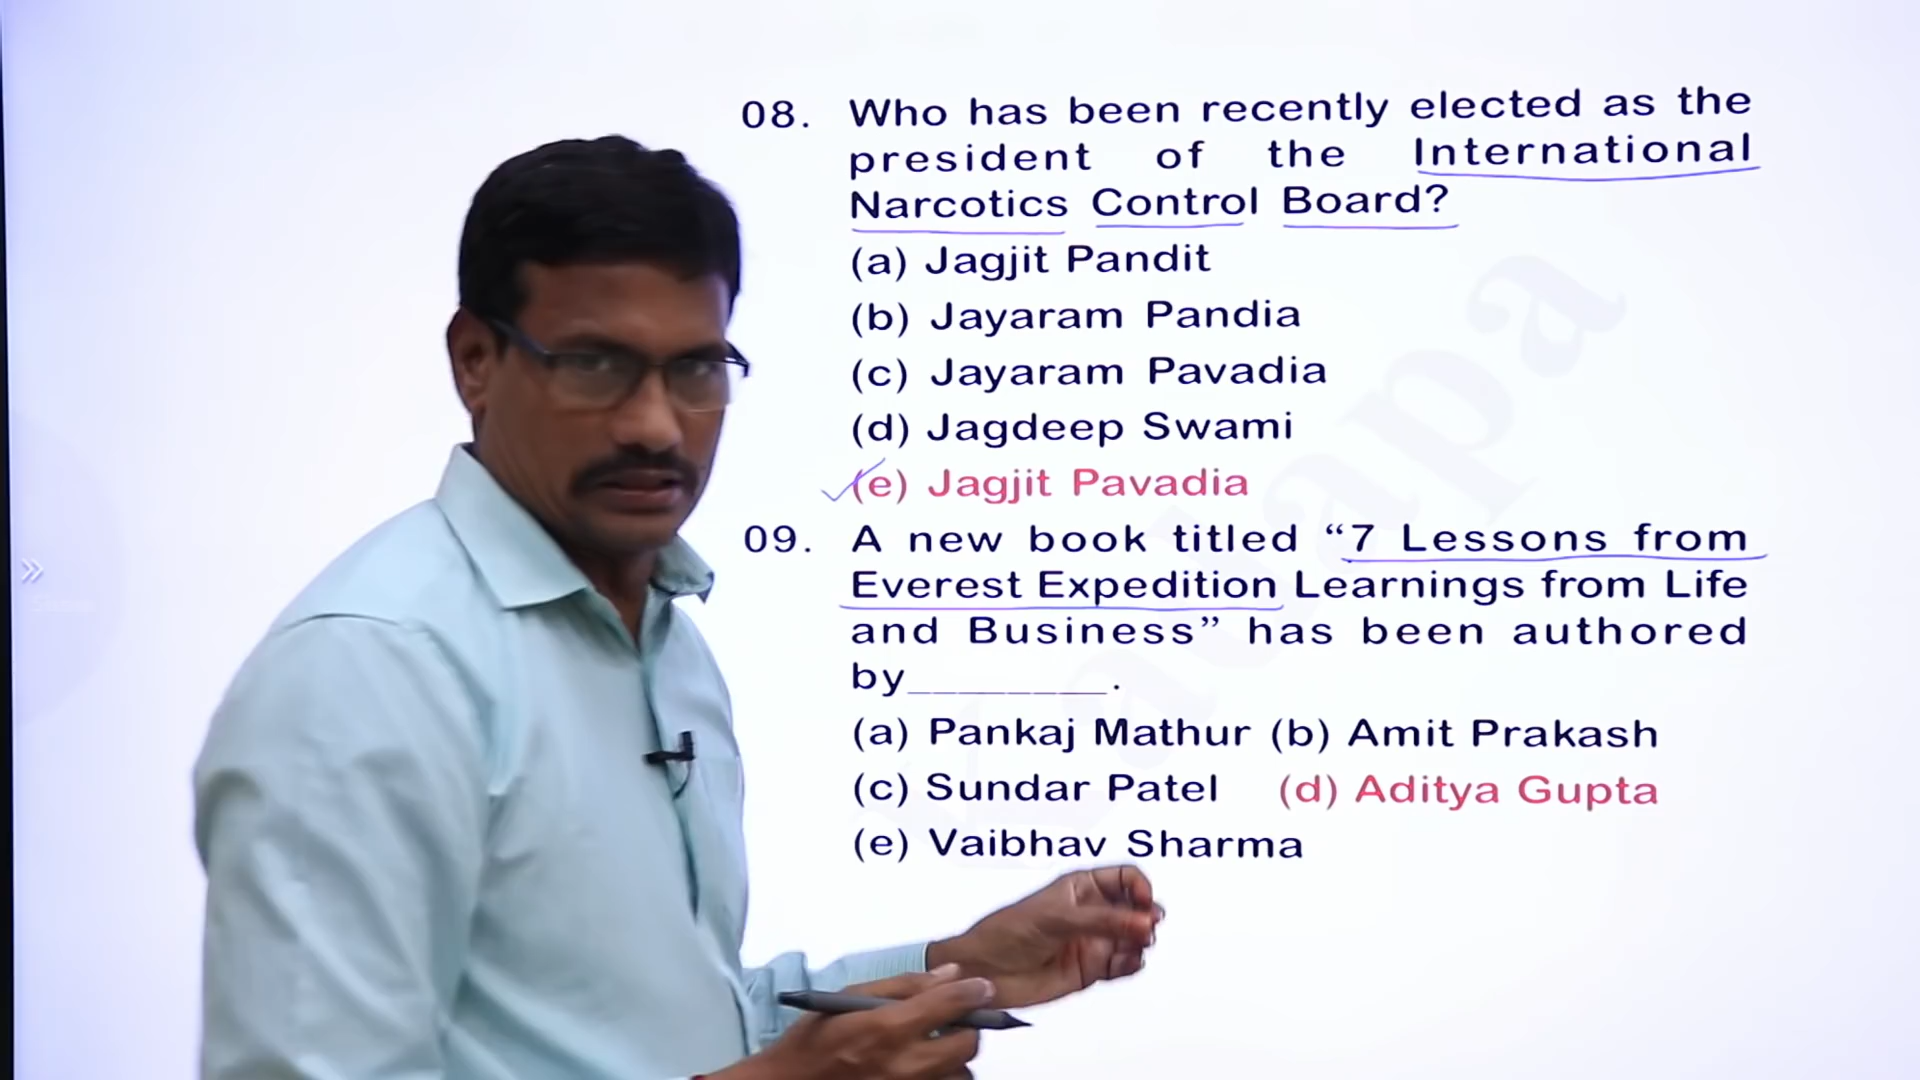 08. Who has been recently elected as the
president of the International
Narcotics Control Board?
(a) Jagjit Pandit
(b) Jayaram Pandia
(c) Jayaram Pavadia
(d) Jagdeep Swami
(e) Jagjit Pavadia
09. A new book titled “7 Lessons from
Everest Expedition Learnings from Life
and Business” has been authored
by________.
(a) Pankaj Mathur (b) Amit Prakash
(c) Sundar Patel (d) Aditya Gupta
(e) Vaibhav Sharma